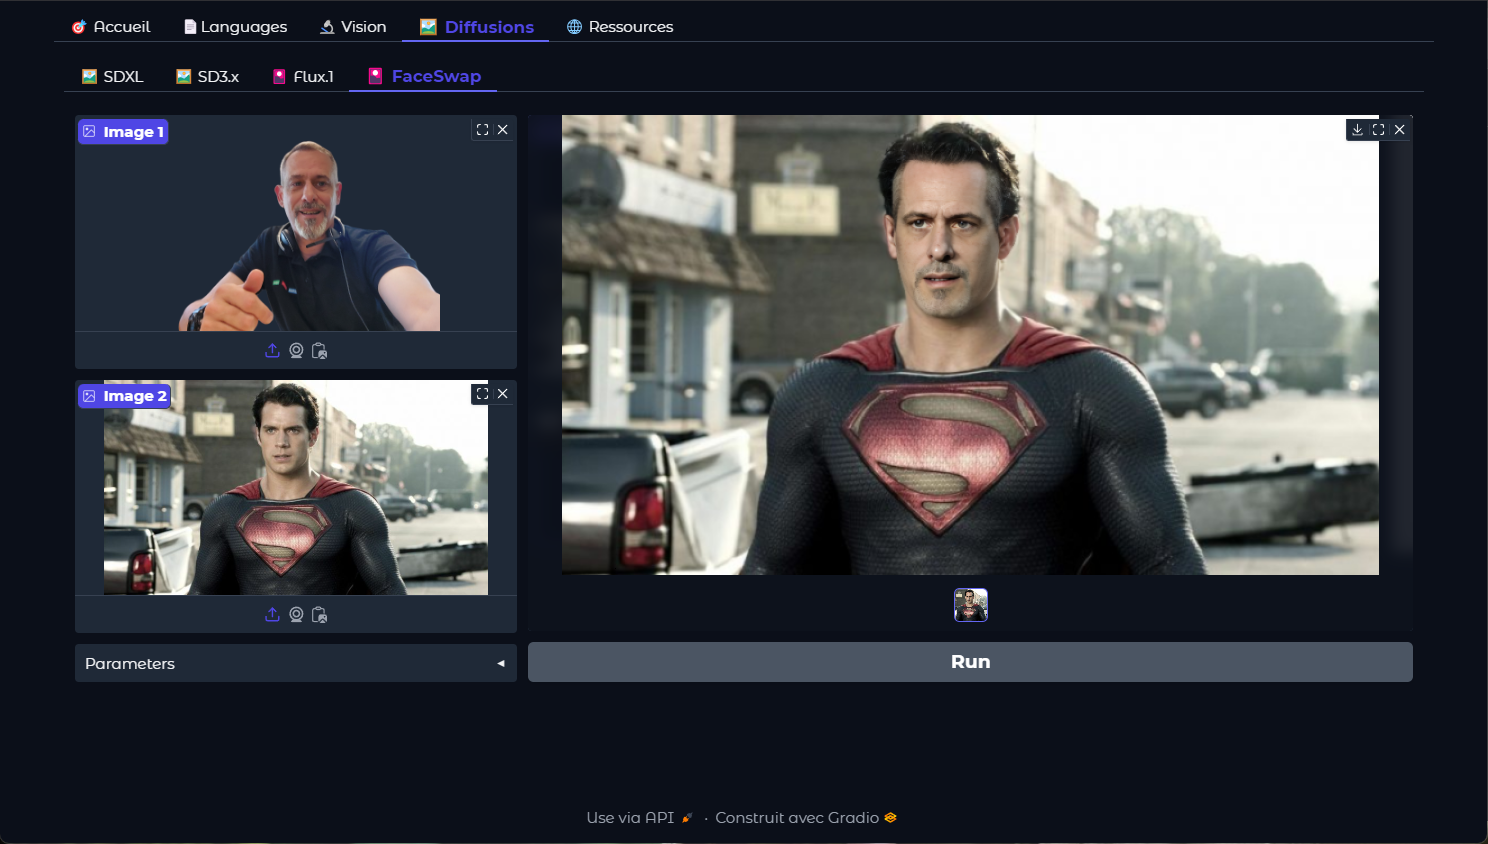 Accueil Languages Vision Diffusions Ressources
SDXL SD3.x Flux.1 FaceSwap
Image 1
Image 2
Parameters
Run
Use via API · Construit avec Gradio